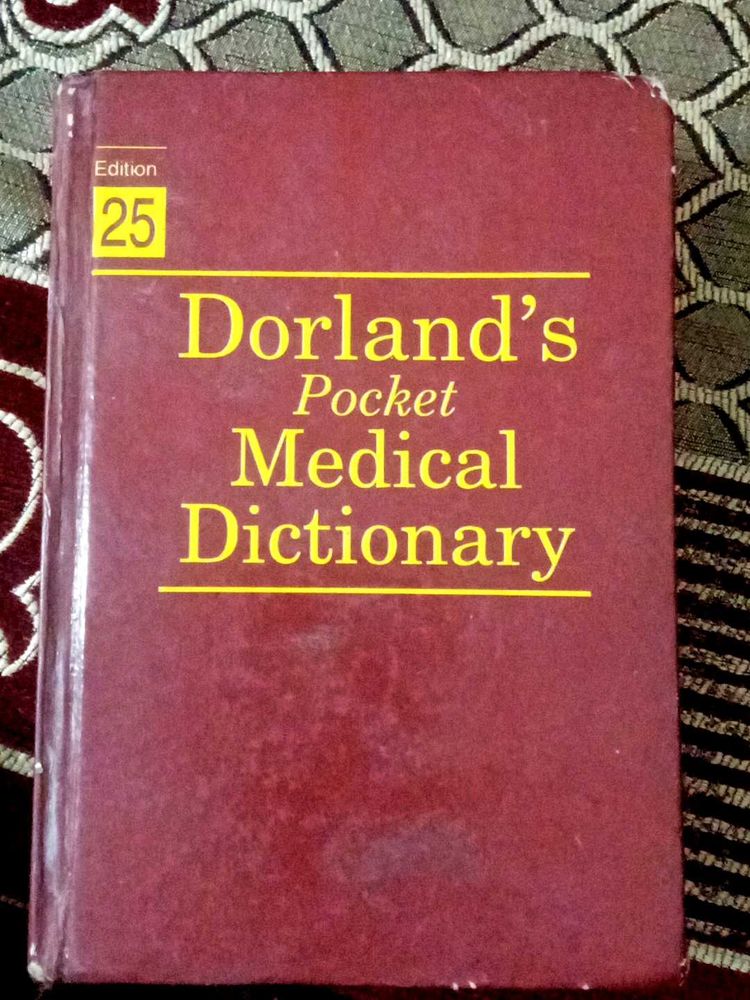 Edition
25
Dorland's
Pocket
Medical
Dictionary